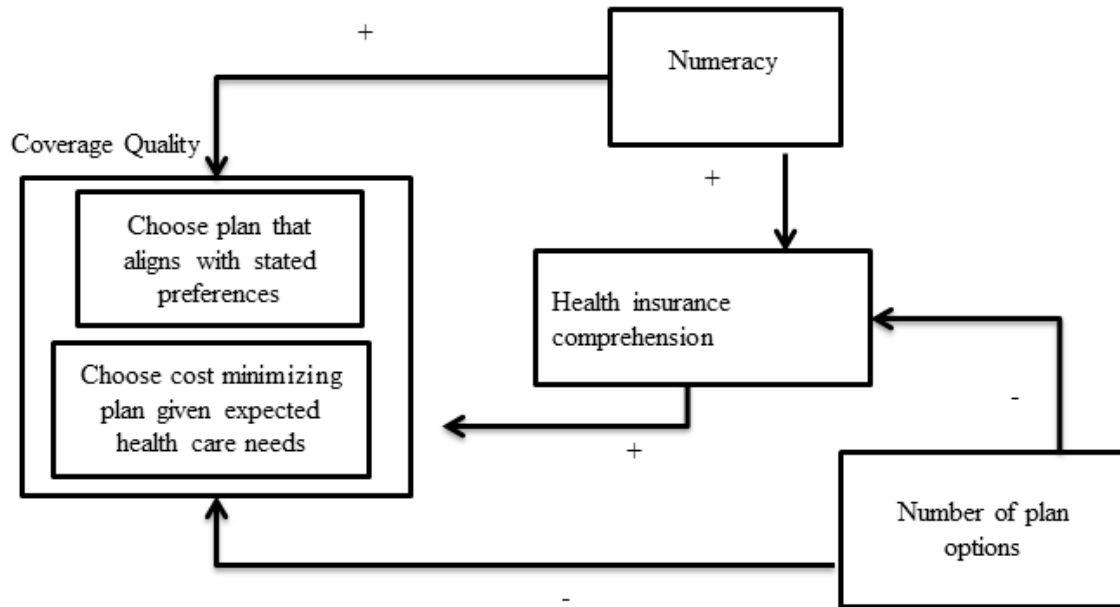 +
Numeracy
Coverage Quality
+
Choose plan that
aligns with stated
preferences
Health insurance
comprehension
Choose cost minimizing
plan given expected
health care needs
-
+
Number of plan
options
-